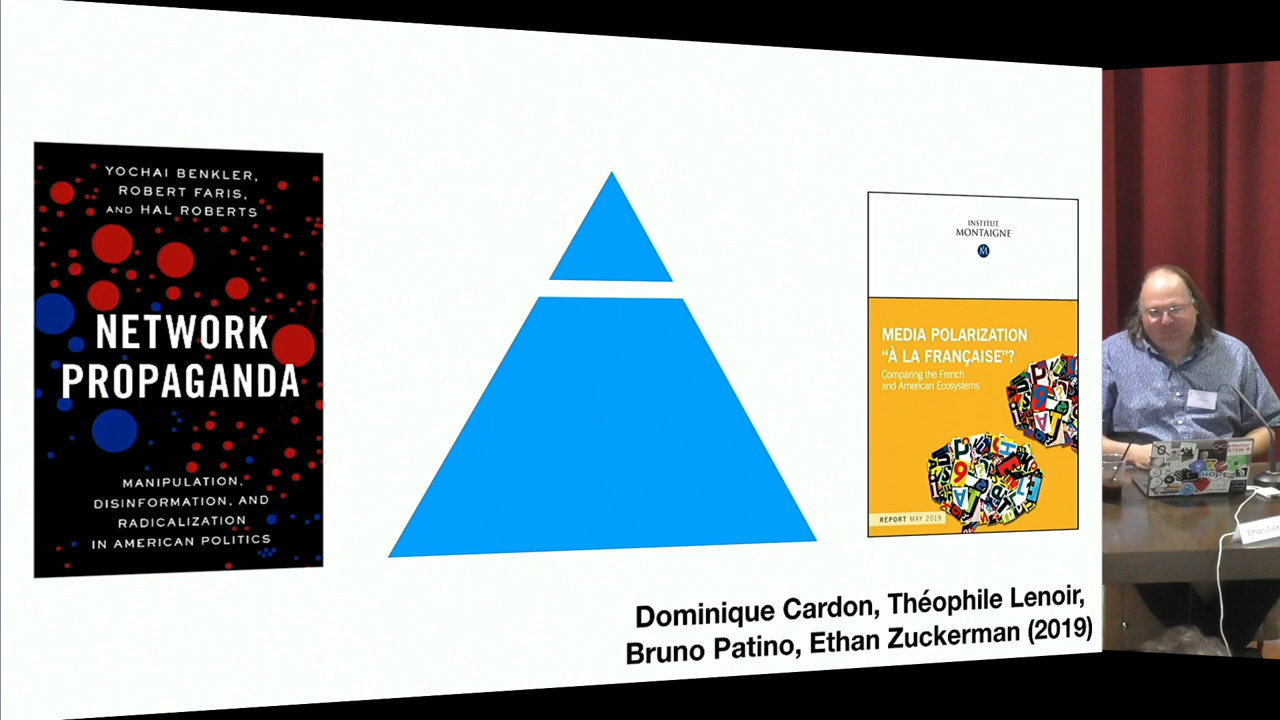 YOCHAI BENKLER,
ROBERT FARIS,
AND HAL ROBERTS
NETWORK
PROPAGANDA
MANIPULATION,
DISINFORMATION, AND
RADICALIZATION
IN AMERICAN POLITICS
INSTITUT
MONTAIGNE
M
MEDIA POLARIZATION
“À LA FRANÇAISE”?
Comparing the French
and American Ecosystems
REPORT MAY 2019
Dominique Cardon, Théophile Lenoir,
Bruno Patino, Ethan Zuckerman (2019)
Ethan